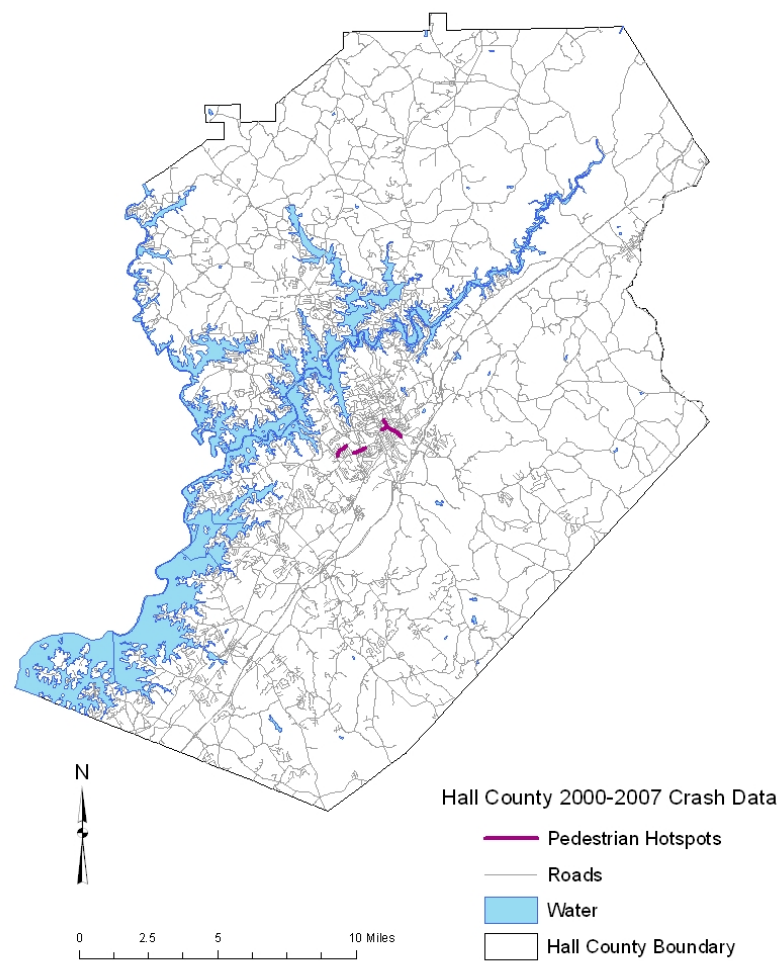 N
Hall County 2000-2007 Crash Data
Pedestrian Hotspots
Roads
Water
Hall County Boundary
0 2.5 5 10 Miles